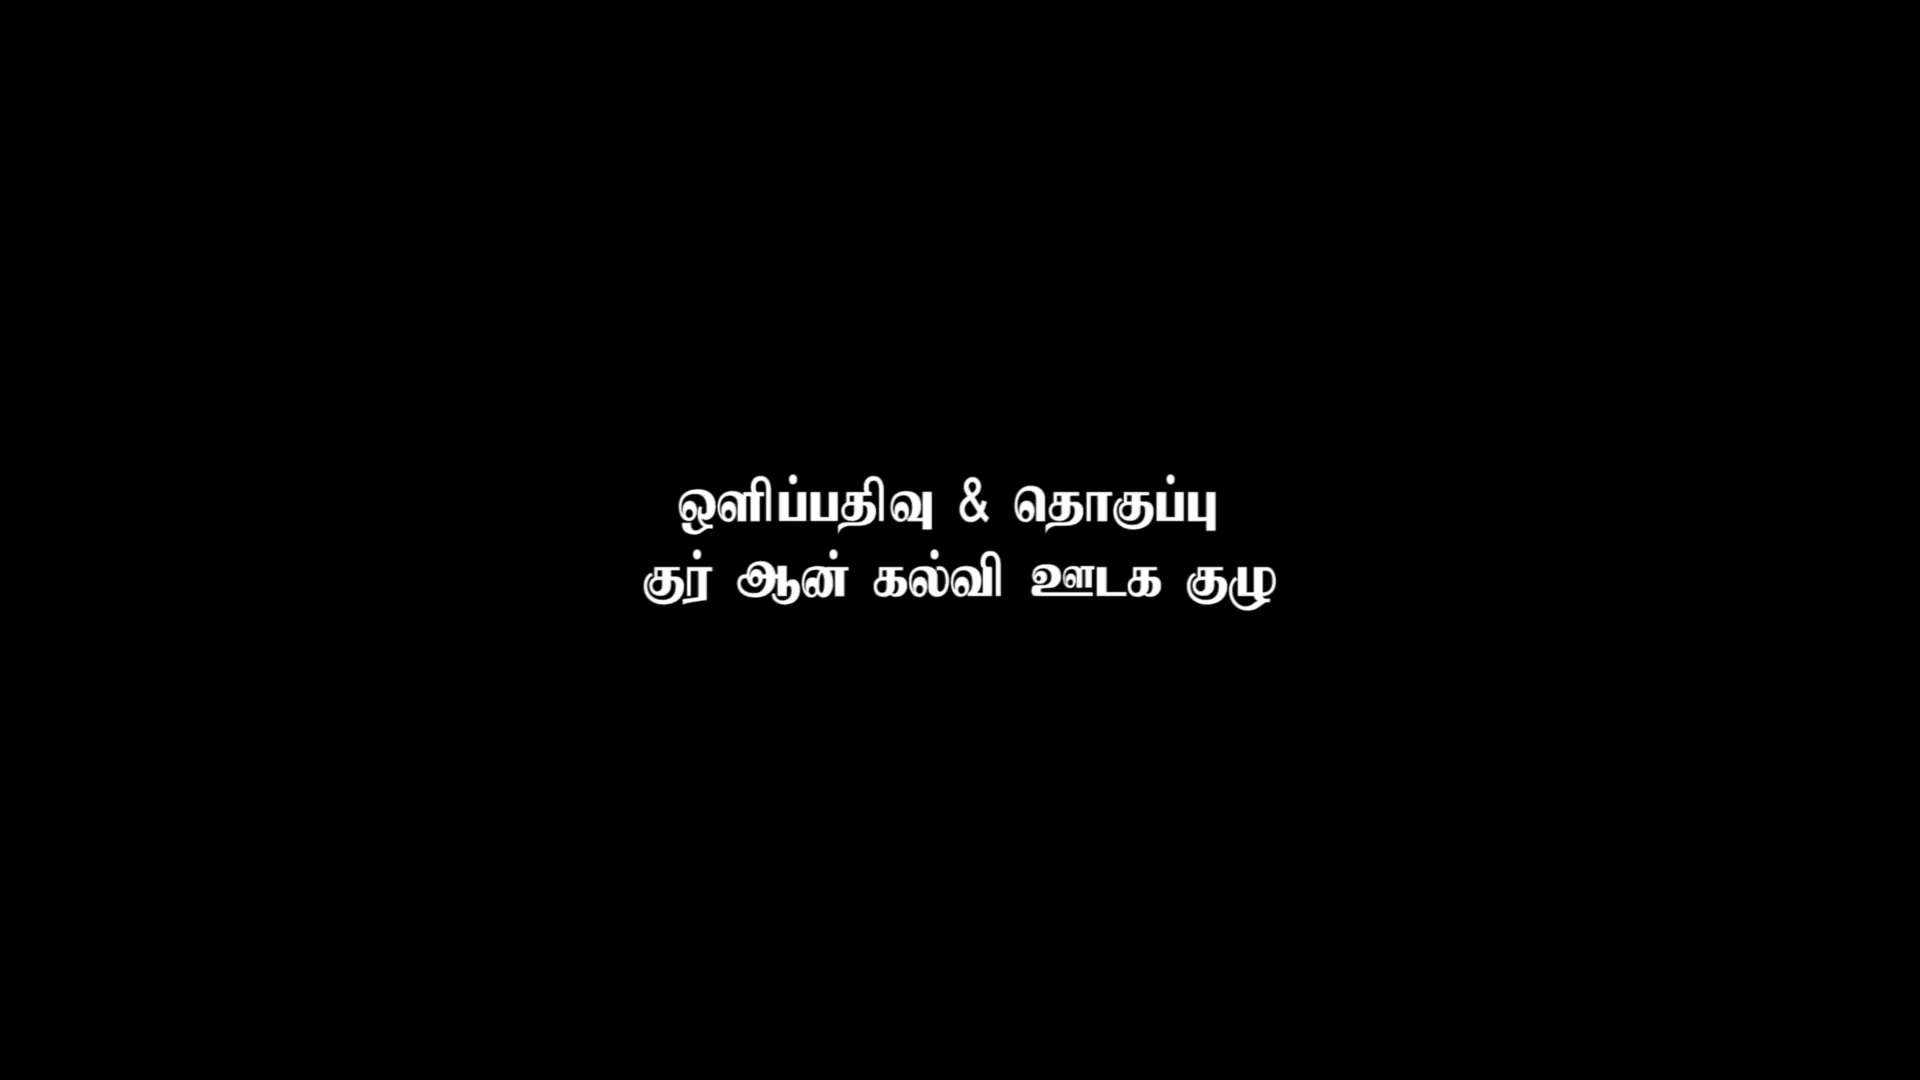 ஒளிப்பதிவு & தொகுப்பு
குர் ஆன் கல்வி ஊடக குழு